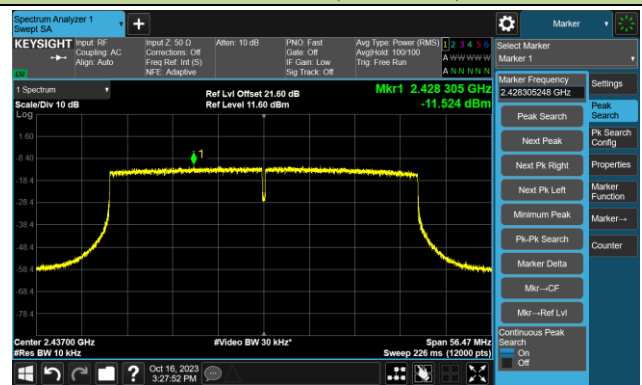 Spectrum Analyzer 1
Swept SA
+
Marker
KEYSIGHT
Input: RF
Coupling: AC
Align: Auto
Input Z: 50 Ω
Corrections: Off
Freq Ref: Int (S)
NFE: Adaptive
Atten: 10 dB
PNO: Fast
Gate: Off
IF Gain: Low
Sig Track: Off
Avg Type: Power (RMS)
Avg|Hold: 100/100
Trig: Free Run
1 2 3 4 5 6
A W W W W W
A N N N N N
Select Marker
Marker 1
LXI
1 Spectrum
Scale/Div 10 dB
Log
Ref Lvl Offset 21.60 dB
Ref Level 11.60 dBm
Mkr1 2.428 305 GHz
-11.524 dBm
1
1.60
-8.40
-18.4
-28.4
-38.4
-48.4
-58.4
-68.4
-78.4
Center 2.43700 GHz
#Res BW 10 kHz
#Video BW 30 kHz*
Span 56.47 MHz
Sweep 226 ms (12000 pts)
Marker Frequency
2.428305248 GHz
Peak Search
Next Peak
Next Pk Right
Next Pk Left
Minimum Peak
Pk-Pk Search
Marker Delta
Mkr→CF
Mkr→Ref Lvl
Continuous Peak
Search
On
Off
Settings
Peak
Search
Pk Search
Config
Properties
Marker
Function
Marker→
Counter
?
Oct 16, 2023
3:27:52 PM